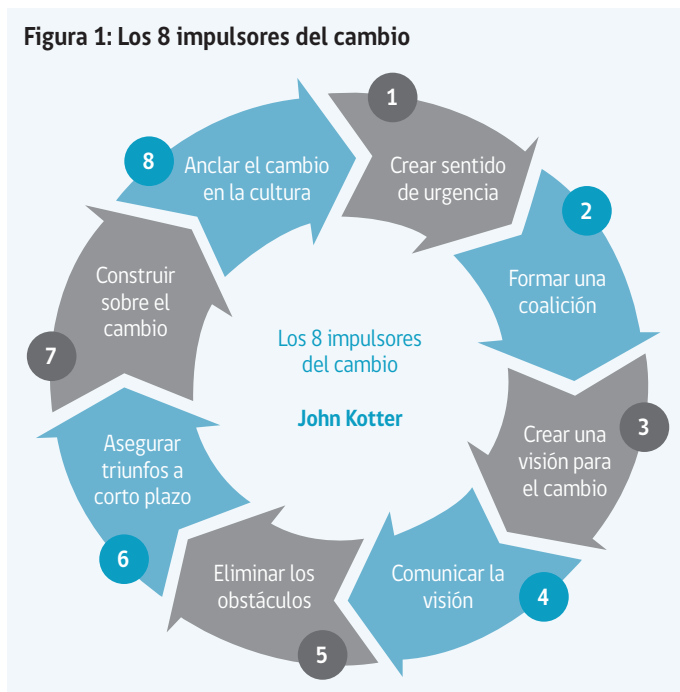 Figura 1: Los 8 impulsores del cambio
1
Crear sentido
de urgencia
2
Formar una
coalición
3
Crear una
visión para
el cambio
4
Comunicar la
visión
5
Eliminar los
obstáculos
6
Asegurar
triunfos a
corto plazo
7
Construir
sobre el
cambio
8
Anclar el cambio
en la cultura
Los 8 impulsores
del cambio
John Kotter